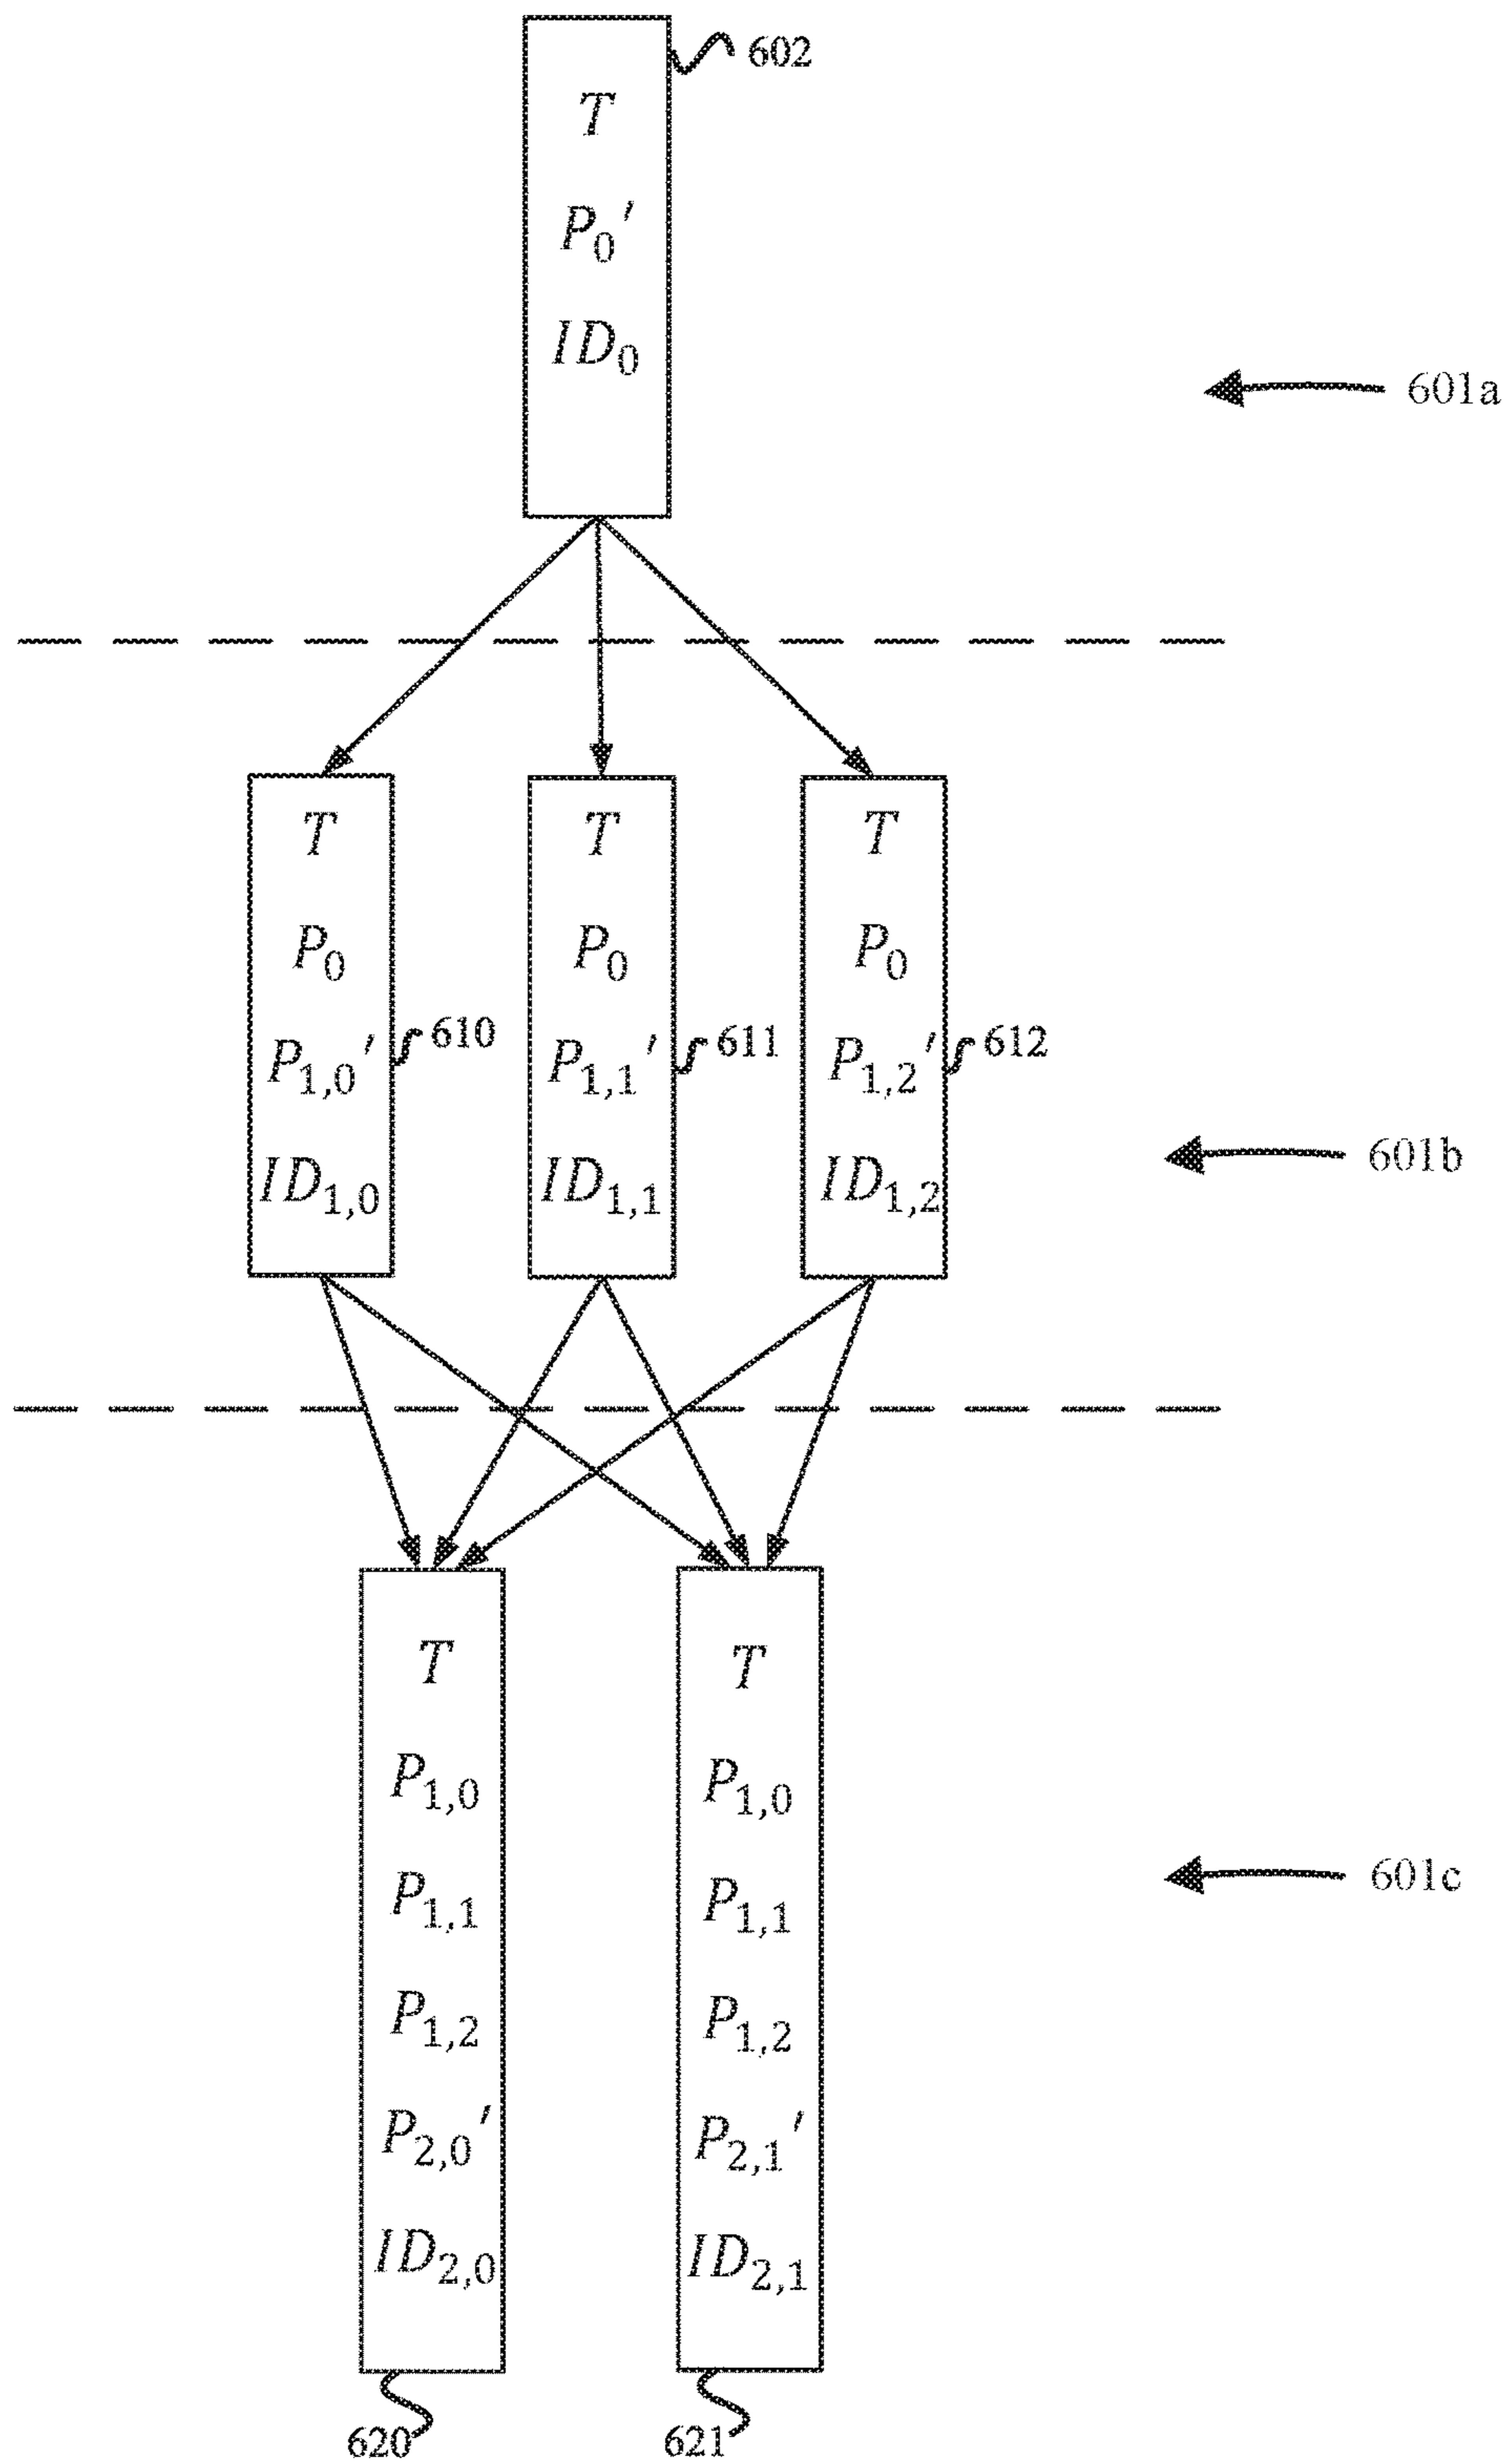 602
T
P₀′
ID₀
601a
T T T
P₀ P₀ P₀
P₁,₀′ 610 P₁,₁′ 611 P₁,₂′ 612
ID₁,₀ ID₁,₁ ID₁,₂
601b
T T
P₁,₀ P₁,₀
P₁,₁ P₁,₁
601c
P₁,₂ P₁,₂
P₂,₀′ P₂,₁′
ID₂,₀ ID₂,₁
620 621